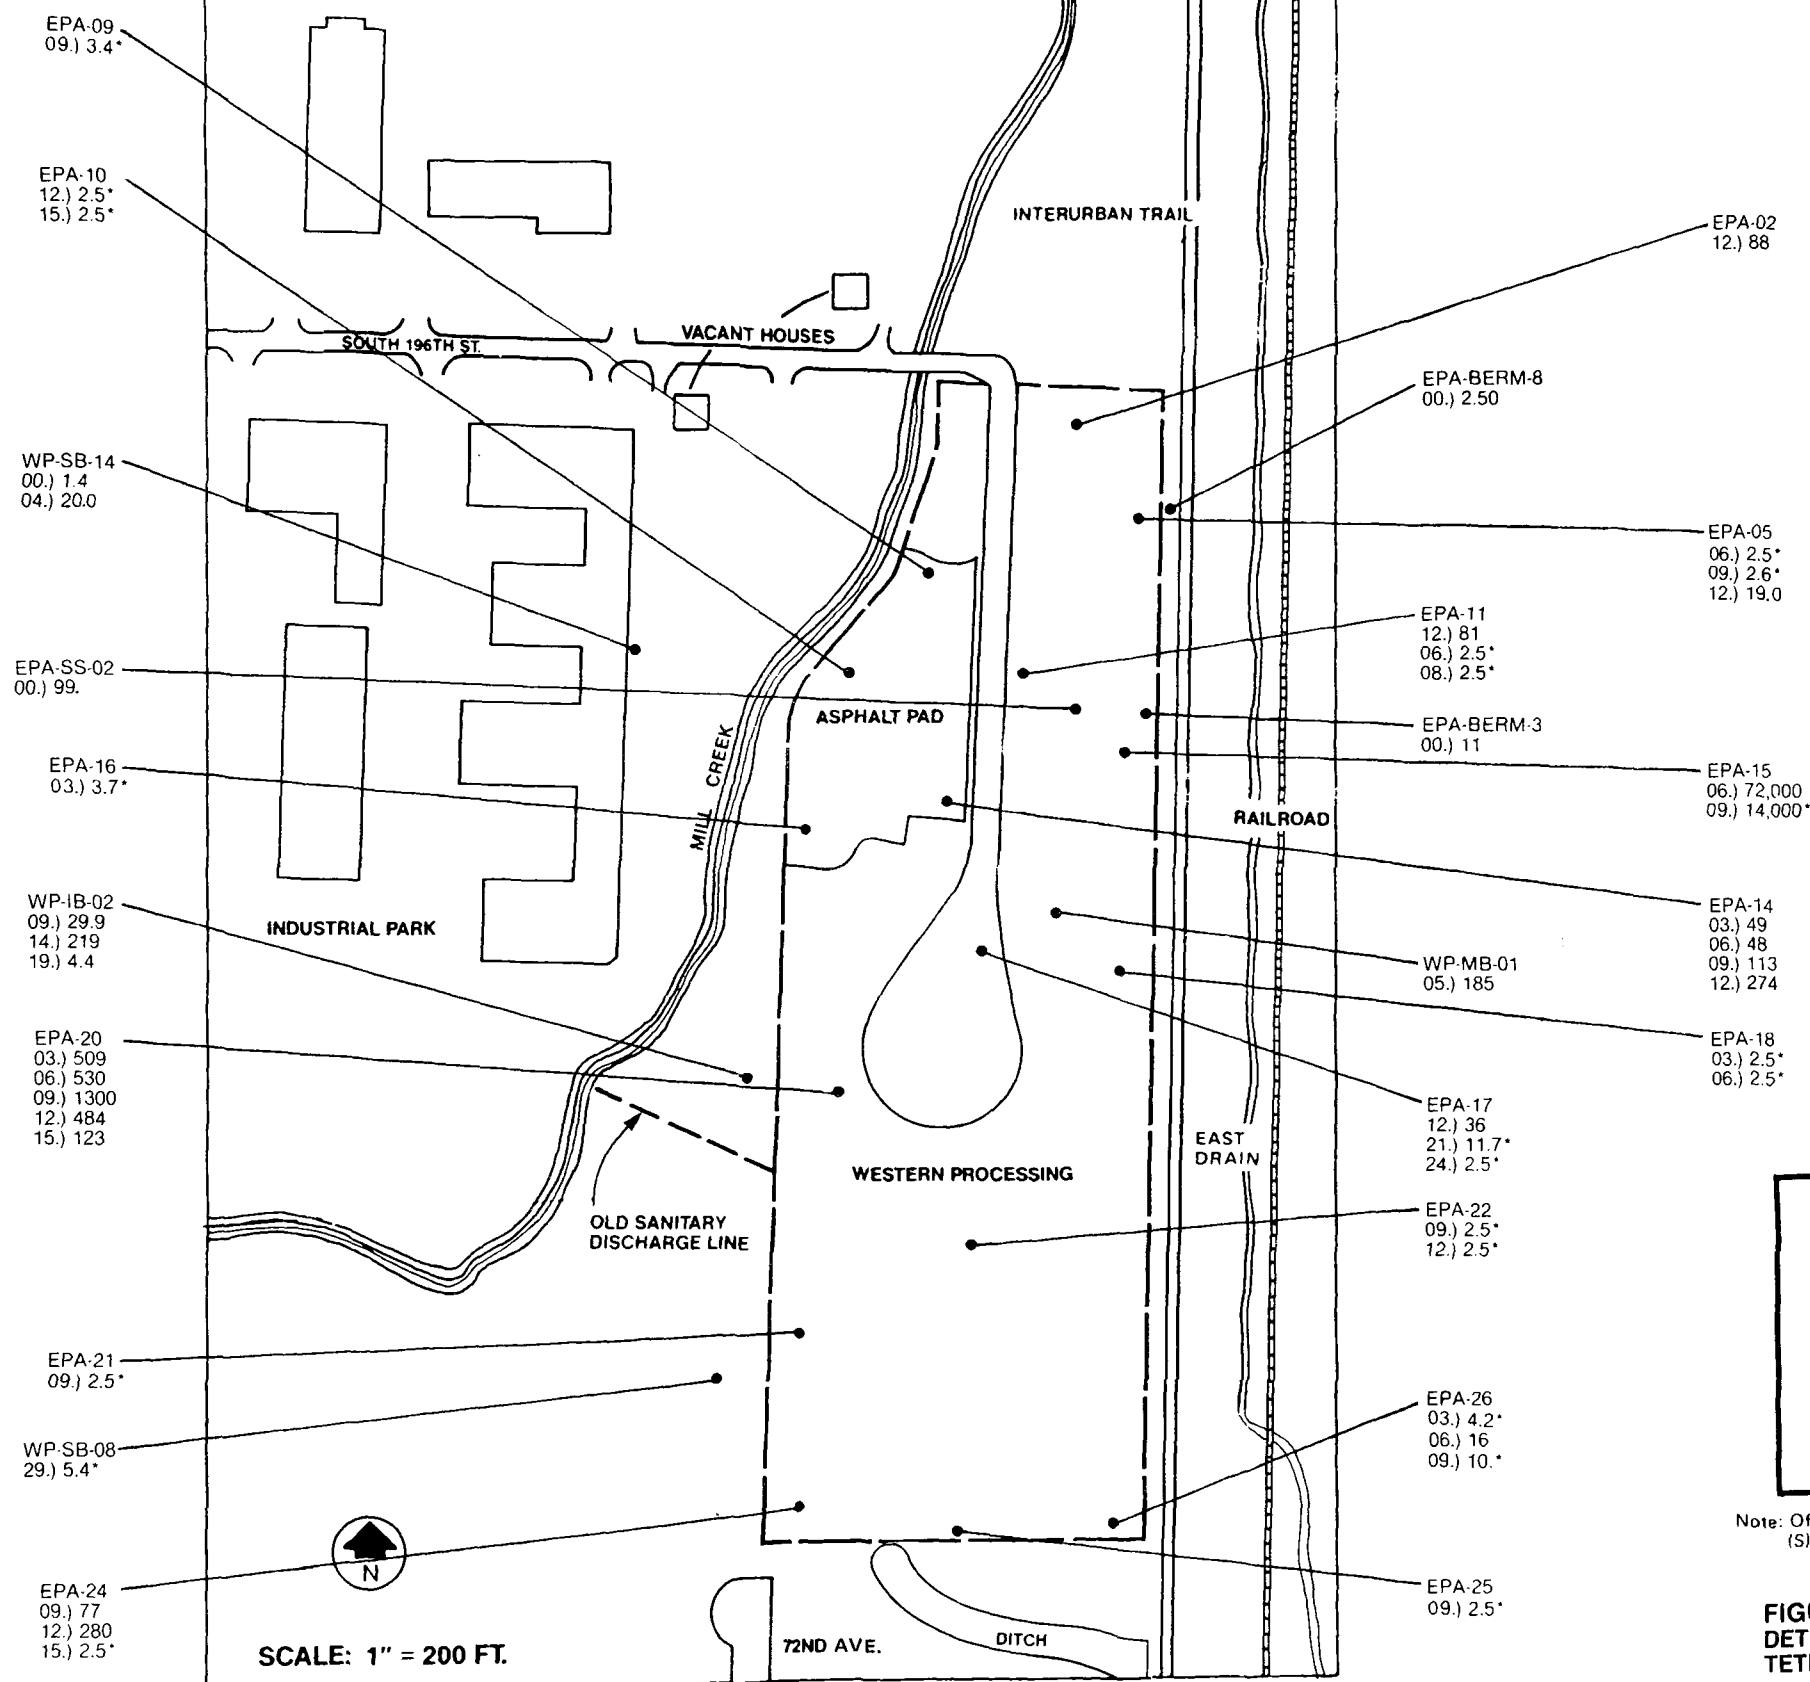 EPA-09
09.) 3.4*
EPA-10
12.) 2.5*
15.) 2.5*
WP-SB-14
00.) 1.4
04.) 20.0
EPA-SS-02
00.) 99.
EPA-16
03.) 3.7*
WP-IB-02
09.) 29.9
14.) 219
19.) 4.4
EPA-20
03.) 509
06.) 530
09.) 1300
12.) 484
15.) 123
EPA-21
09.) 2.5*
WP-SB-08
29.) 5.4*
EPA-24
09.) 77
12.) 280
15.) 2.5*
INTERURBAN TRAIL
VACANT HOUSES
SOUTH 196TH ST.
ASPHALT PAD
MILL CREEK
INDUSTRIAL PARK
RAILROAD
EAST
DRAIN
WESTERN PROCESSING
OLD SANITARY
DISCHARGE LINE
N
SCALE: 1" = 200 FT.
72ND AVE.
DITCH
EPA-02
12.) 88
EPA-BERM-8
00.) 2.50
EPA-05
06.) 2.5*
09.) 2.6*
12.) 19.0
EPA-11
12.) 81
06.) 2.5*
08.) 2.5*
EPA-BERM-3
00.) 11
EPA-15
06.) 72,000
09.) 14,000*
EPA-14
03.) 49
06.) 48
09.) 113
12.) 274
WP-MB-01
05.) 185
EPA-18
03.) 2.5*
06.) 2.5*
EPA-17
12.) 36
21.) 11.7*
24.) 2.5*
EPA-22
09.) 2.5*
12.) 2.5*
EPA-26
03.) 4.2*
06.) 16
09.) 10.*
EPA-25
09.) 2.5*
Note: Of
(S)
FIGU
DET
TET